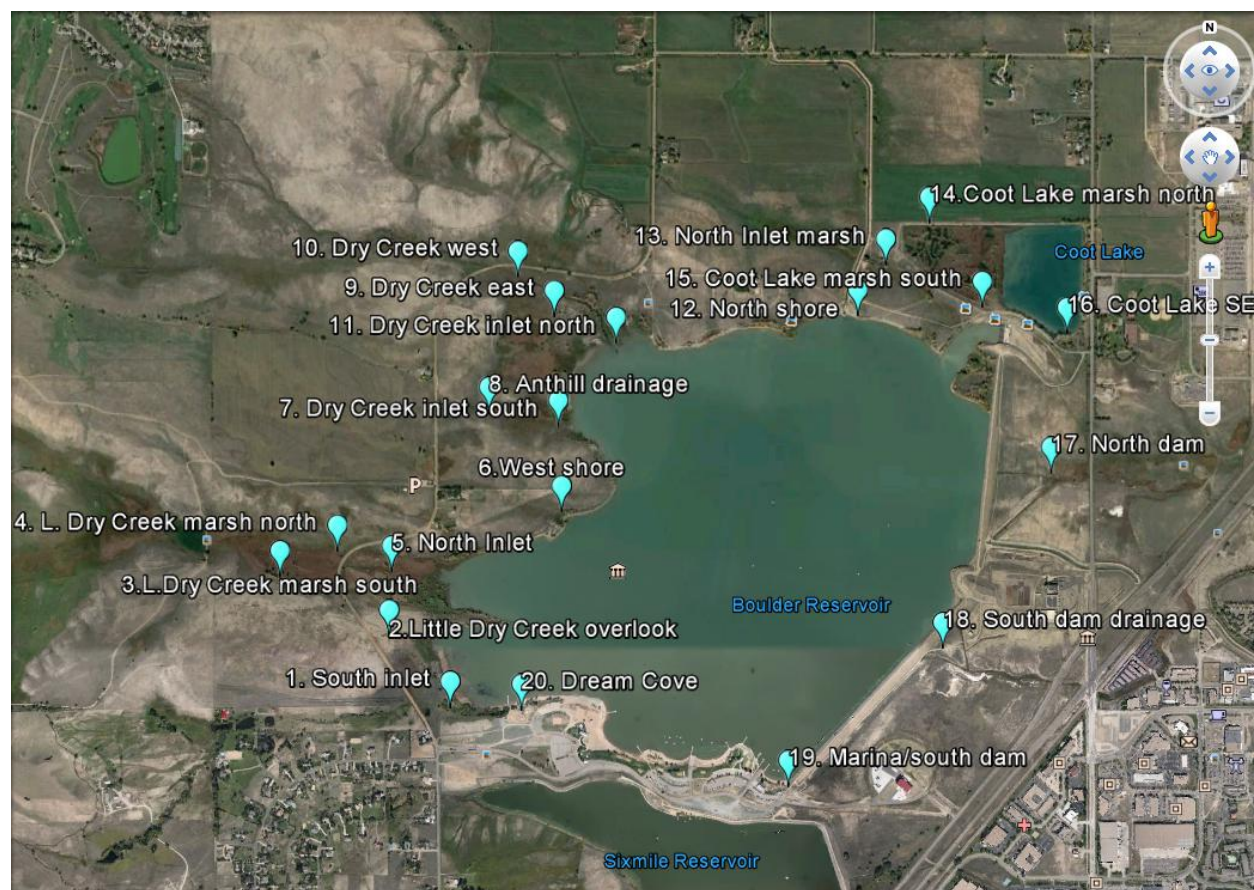 N
14.Coot Lake marsh north
13. North Inlet marsh
10. Dry Creek west
Coot Lake
15. Coot Lake marsh south
9. Dry Creek east
12. North shore
16. Coot Lake SE
11. Dry Creek inlet north
8. Anthill drainage
7. Dry Creek inlet south
17. North dam
6.West shore
P
4. L. Dry Creek marsh north
5. North Inlet
3.L.Dry Creek marsh south
Boulder Reservoir
2.Little Dry Creek overlook
18. South dam drainage
1. South inlet
20. Dream Cove
19. Marina/south dam
Sixmile Reservoir